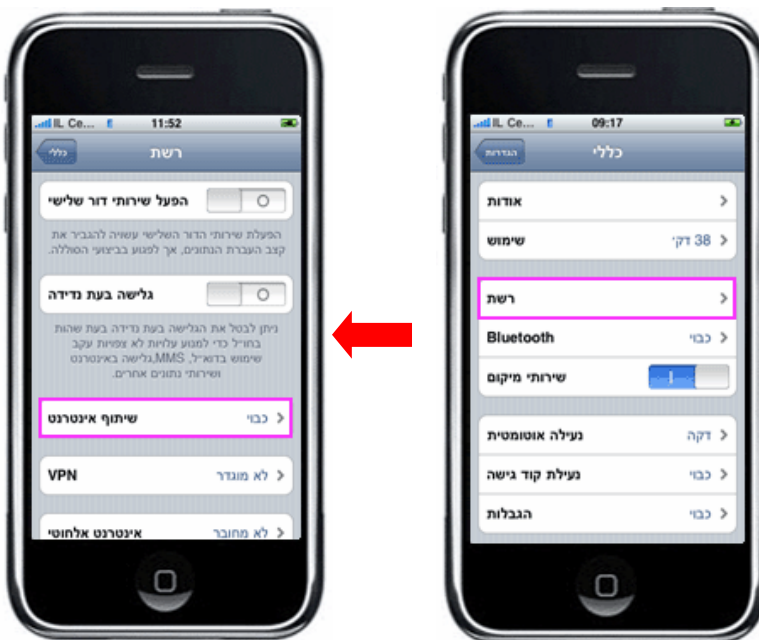 IL Ce...
09:17
הגדרות
כללי
אודות
שימוש
38 דק׳
רשת
Bluetooth
כבוי
שירותי מיקום
נעילה אוטומטית
דקה
נעילת קוד גישה
כבוי
הגבלות
כבוי
IL Ce...
11:52
כללי
רשת
הפעל שירותי דור שלישי
הפעלת שירותי הדור השלישי עשויה להגביר את
קצב העברת הנתונים, אך לפגוע בביצועי הסוללה.
גלישה בעת נדידה
ניתן לבטל את הגלישה בעת נדידה בעת שהות
בחו״ל כדי למנוע עלויות לא צפויות עקב
שימוש בדוא״ל, MMS,גלישה באינטרנט
ושירותי נתונים אחרים.
שיתוף אינטרנט
כבוי
VPN
לא מוגדר
אינטרנט אלחוטי
לא מחובר